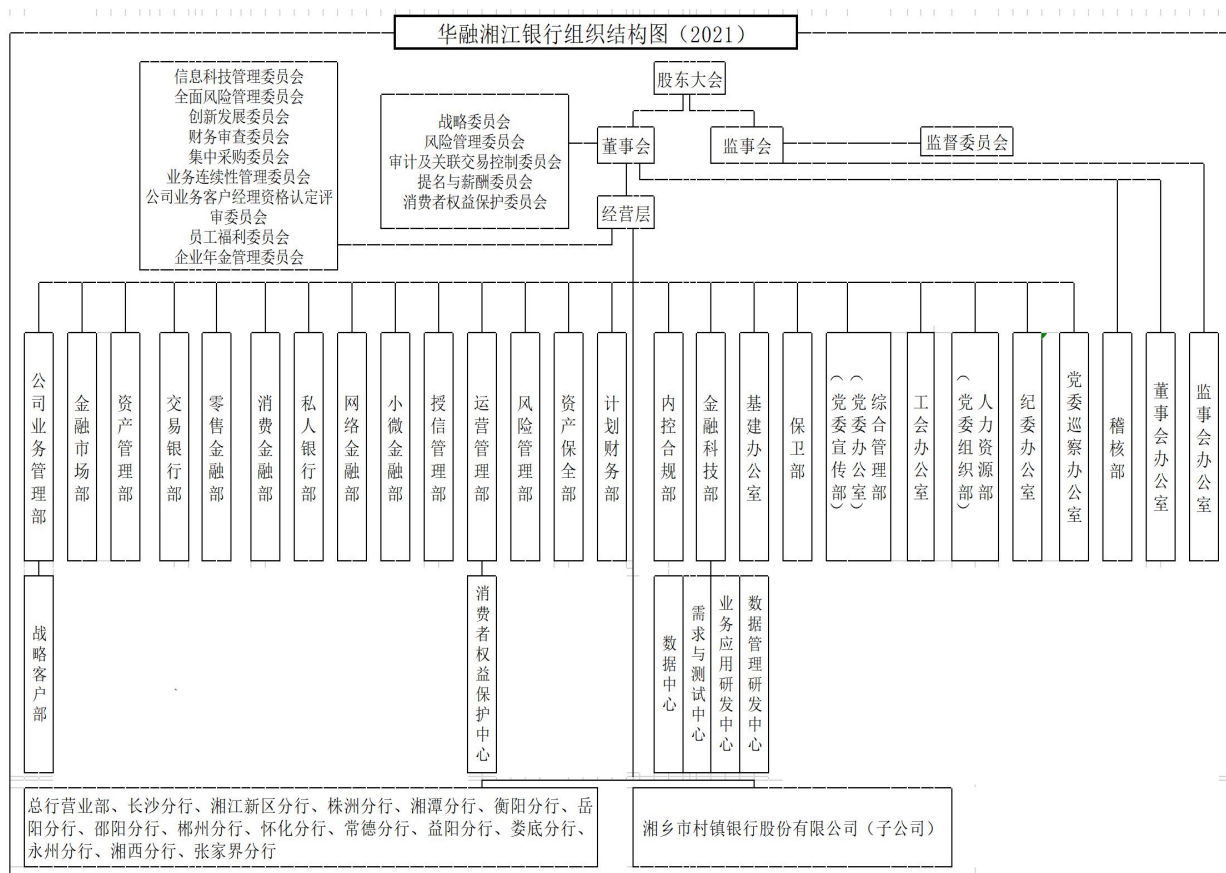 华融湘江银行组织结构图（2021）
信息科技管理委员会
全面风险管理委员会
创新发展委员会
财务审查委员会
集中采购委员会
业务连续性管理委员会
公司业务客户经理资格认定评
审委员会
员工福利委员会
企业年金管理委员会
战略委员会
风险管理委员会
审计及关联交易控制委员会
提名与薪酬委员会
消费者权益保护委员会
股东大会
董事会
监事会
监督委员会
经营层
公司业务管理部
金融市场部
资产管理部
交易银行部
零售金融部
消费金融部
私人银行部
网络金融部
小微金融部
授信管理部
运营管理部
风险管理部
资产保全部
计划财务部
内控合规部
金融科技部
基建办公室
保卫部
综合管理部
（党委办公室）
（党委宣传部）
工会办公室
人力资源部
（党委组织部）
纪委办公室
党委巡察办公室
稽核部
董事会办公室
监事会办公室
战略客户部
消费者权益保护中心
数据中心
需求与测试中心
业务应用研发中心
数据管理研发中心
总行营业部、长沙分行、湘江新区分行、株洲分行、湘潭分行、衡阳分行、岳
阳分行、邵阳分行、郴州分行、怀化分行、常德分行、益阳分行、娄底分行、
永州分行、湘西分行、张家界分行
湘乡市村镇银行股份有限公司（子公司）